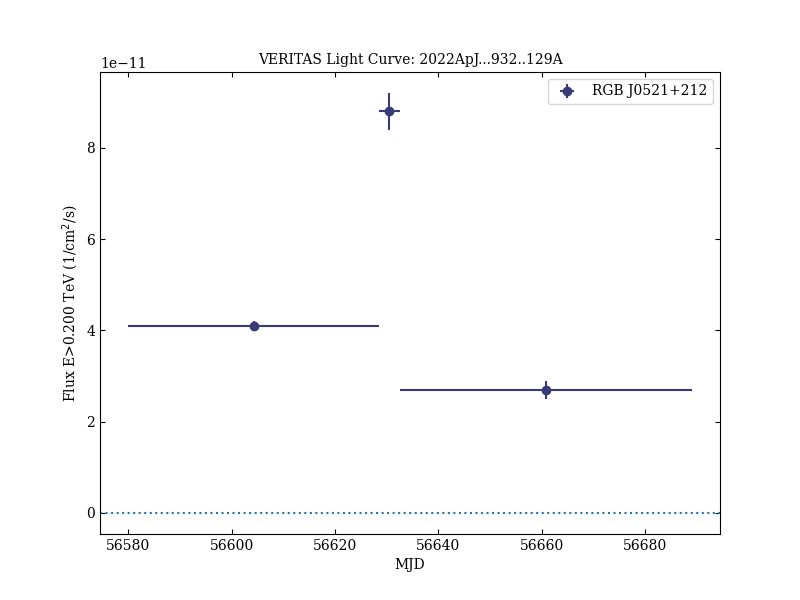 VERITAS Light Curve: 2022ApJ...932..129A
1e−11
RGB J0521+212
8
6
4
2
0
Flux E>0.200 TeV (1/cm²/s)
56580 56600 56620 56640 56660 56680
MJD